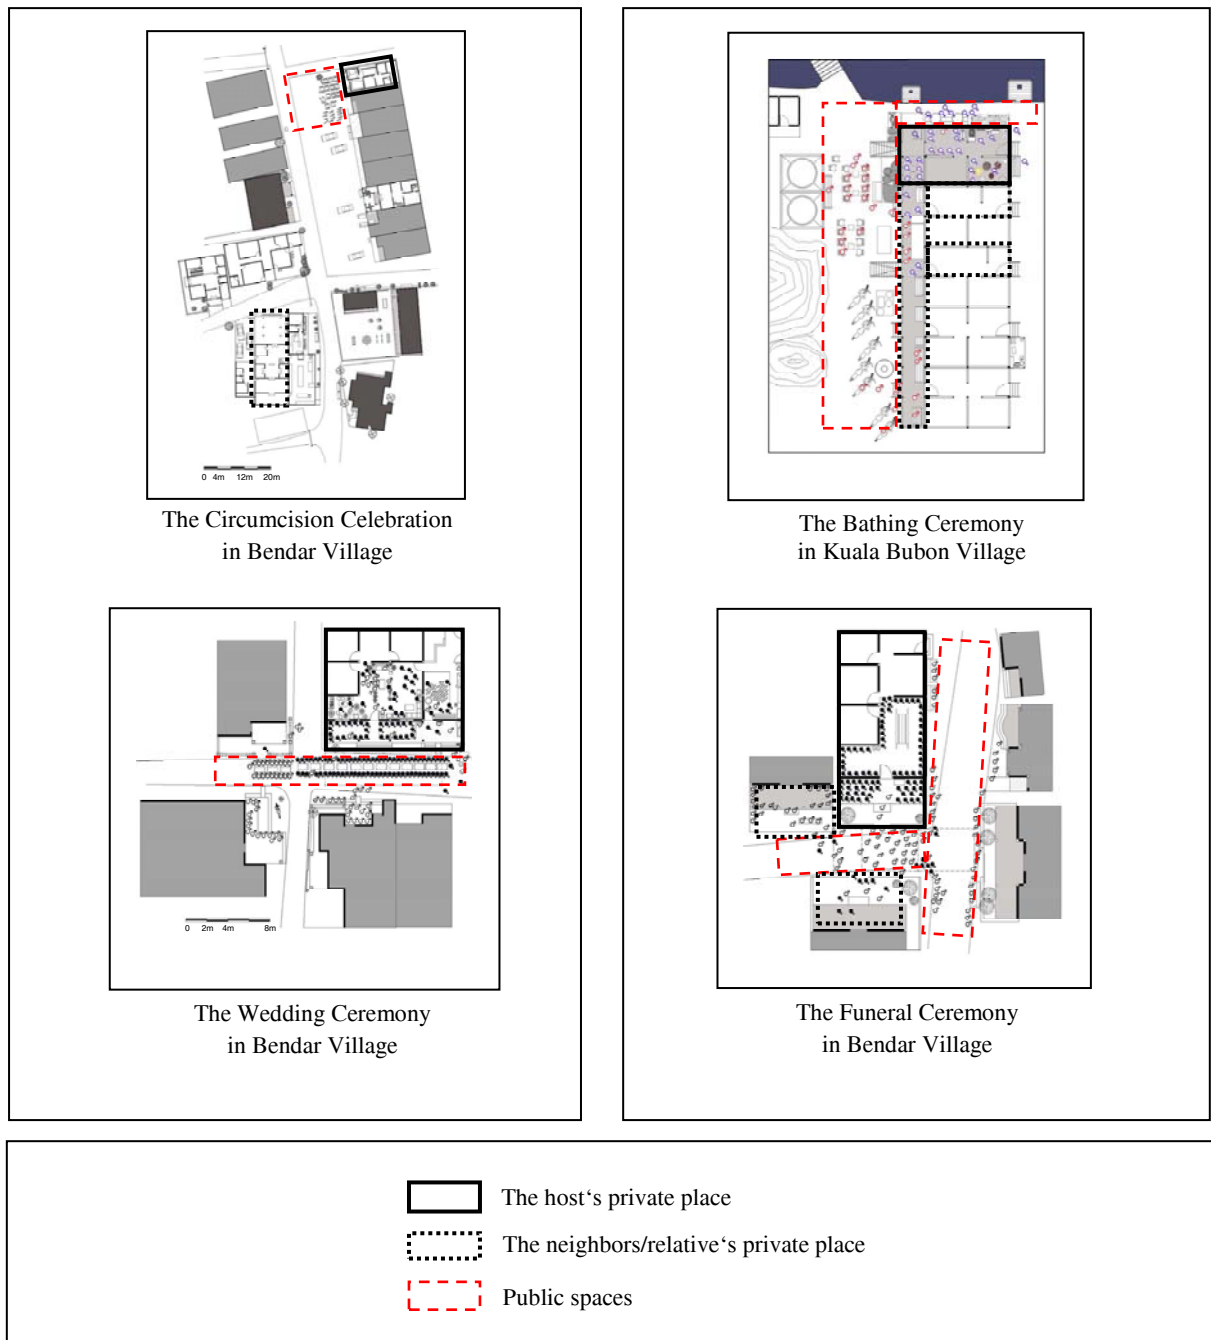 0 4m 12m 20m
The Circumcision Celebration
in Bendar Village
The Bathing Ceremony
in Kuala Bubon Village
0 2m 4m 8m
The Wedding Ceremony
in Bendar Village
The Funeral Ceremony
in Bendar Village
The host‘s private place
The neighbors/relative‘s private place
Public spaces